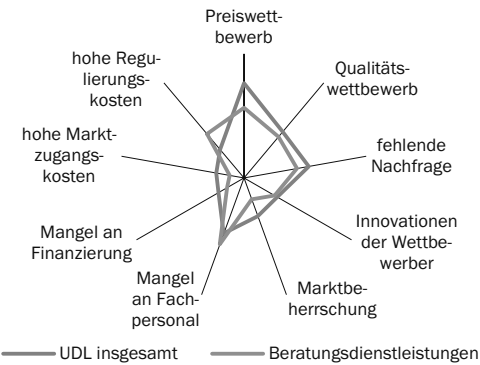 Preiswett-
bewerb
Qualitäts-
wettbewerb
fehlende
Nachfrage
Innovationen
der Wettbe-
werber
Marktbe-
herrschung
Mangel
an Fach-
personal
Mangel an
Finanzierung
hohe Markt-
zugangs-
kosten
hohe Regu-
lierungs-
kosten
UDL insgesamt
Beratungsdienstleistungen